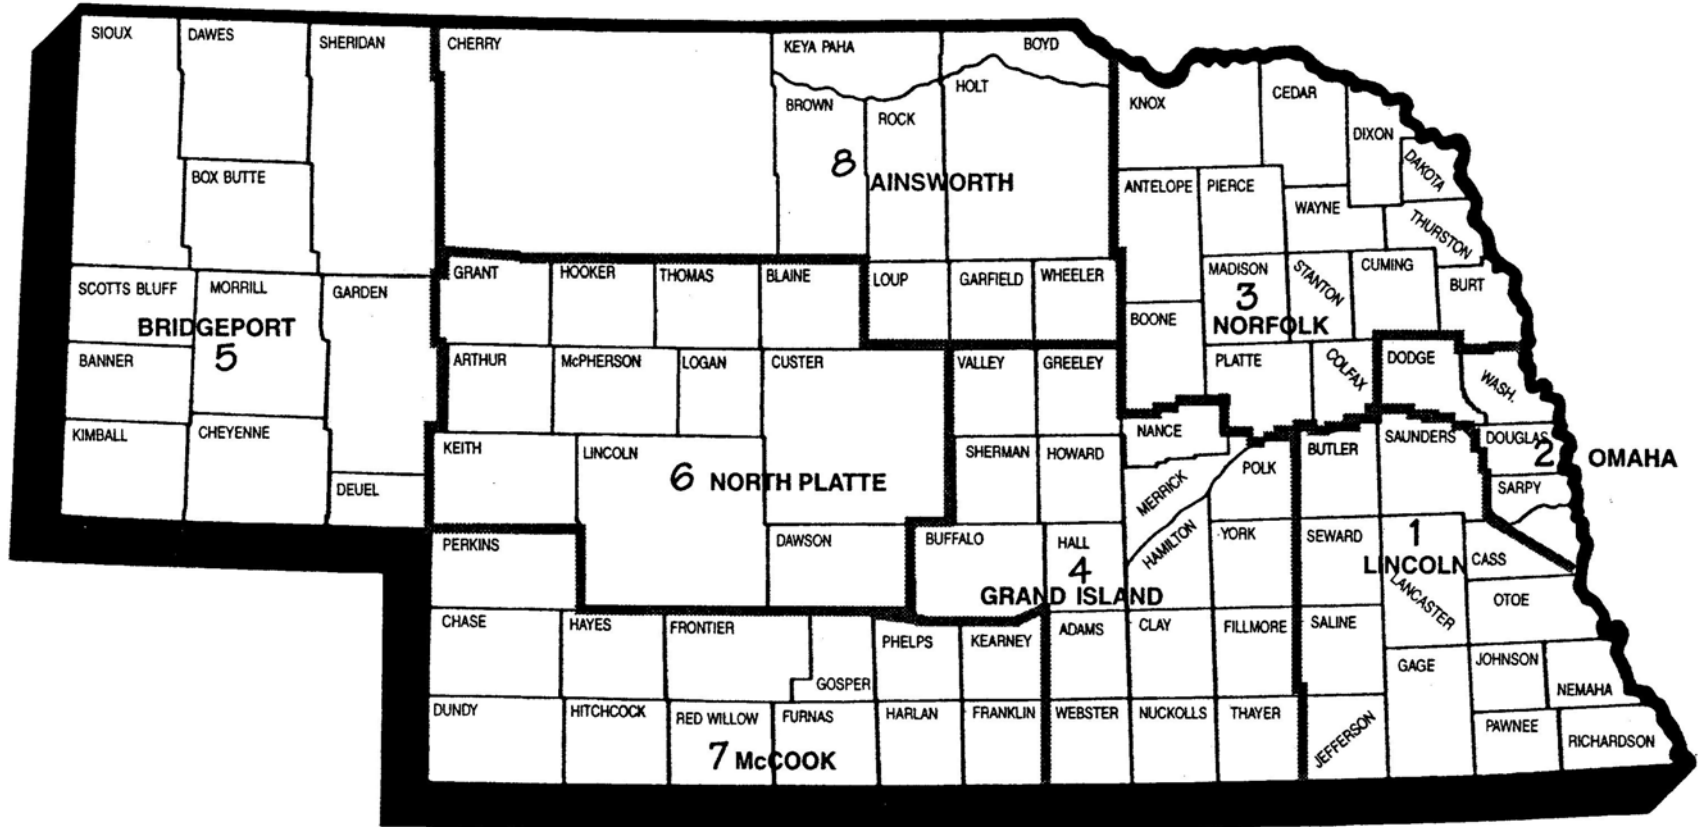 SIOUX
DAWES
SHERIDAN
CHERRY
KEYA PAHA
BOYD
BROWN
ROCK
HOLT
KNOX
CEDAR
DIXON
DAKOTA
BOX BUTTE
8 AINSWORTH
ANTELOPE
PIERCE
WAYNE
THURSTON
SCOTTS BLUFF
MORRILL
GARDEN
GRANT
HOOKER
THOMAS
BLAINE
LOUP
GARFIELD
WHEELER
MADISON
STANTON
CUMING
BURT
BRIDGEPORT
5
BOONE
3
NORFOLK
BANNER
ARTHUR
McPHERSON
LOGAN
CUSTER
VALLEY
GREELEY
PLATTE
COLFAX
DODGE
WASH.
KIMBALL
CHEYENNE
KEITH
LINCOLN
SHERMAN
HOWARD
NANCE
BUTLER
SAUNDERS
DOUGLAS
2 OMAHA
DEUEL
6 NORTH PLATTE
MERRICK
POLK
SARPY
PERKINS
DAWSON
BUFFALO
HALL
4
GRAND ISLAND
HAMILTON
YORK
SEWARD
1
LINCOLN
LANCASTER
CASS
OTOE
CHASE
HAYES
FRONTIER
GOSPER
PHELPS
KEARNEY
ADAMS
CLAY
FILLMORE
SALINE
GAGE
JOHNSON
NEMAHA
DUNDY
HITCHCOCK
RED WILLOW
FURNAS
HARLAN
FRANKLIN
WEBSTER
NUCKOLLS
THAYER
JEFFERSON
PAWNEE
RICHARDSON
7 McCOOK